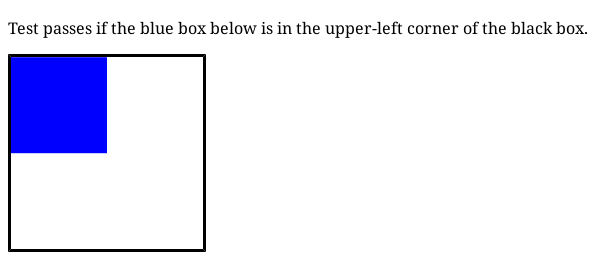 Test passes if the blue box below is in the upper-left corner of the black box.